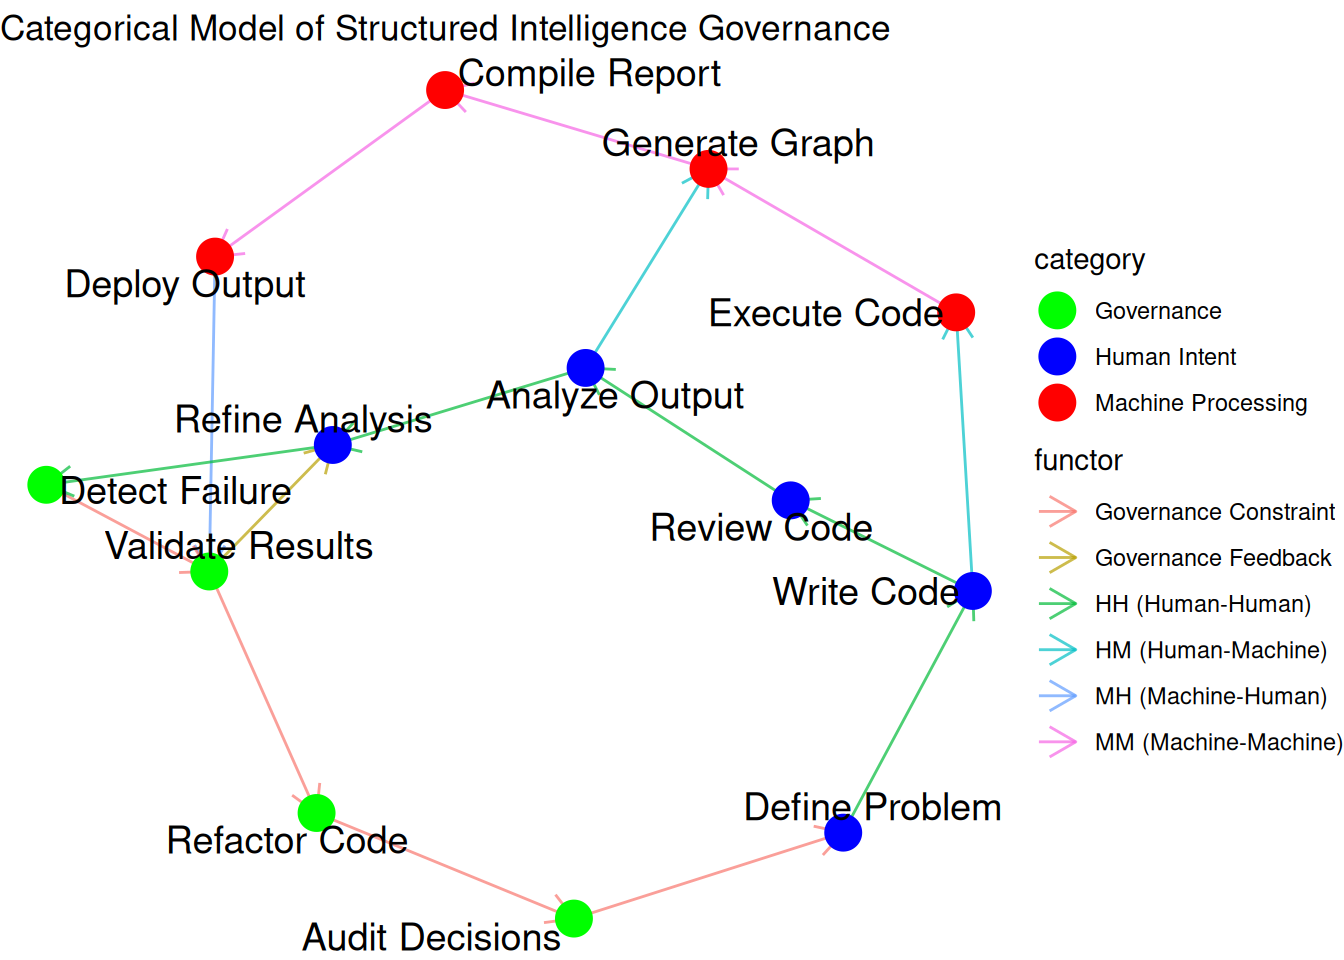 Categorical Model of Structured Intelligence Governance
Compile Report
Generate Graph
Deploy Output
Execute Code
Analyze Output
Refine Analysis
Detect Failure
Validate Results
Review Code
Write Code
Define Problem
Refactor Code
Audit Decisions
category
Governance
Human Intent
Machine Processing
functor
Governance Constraint
Governance Feedback
HH (Human-Human)
HM (Human-Machine)
MH (Machine-Human)
MM (Machine-Machine)